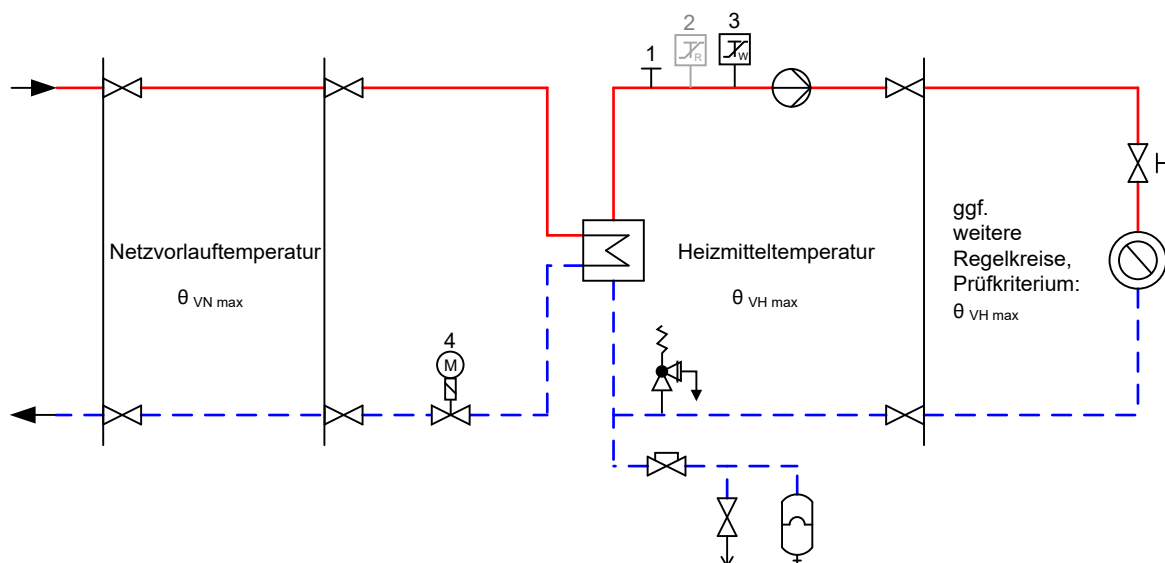 1
2
3
R
W
Netzvorlauftemperatur
θ VN max
Heizmitteltemperatur
θ VH max
ggf.
weitere
Regelkreise,
Prüfkriterium:
θ VH max
4
M